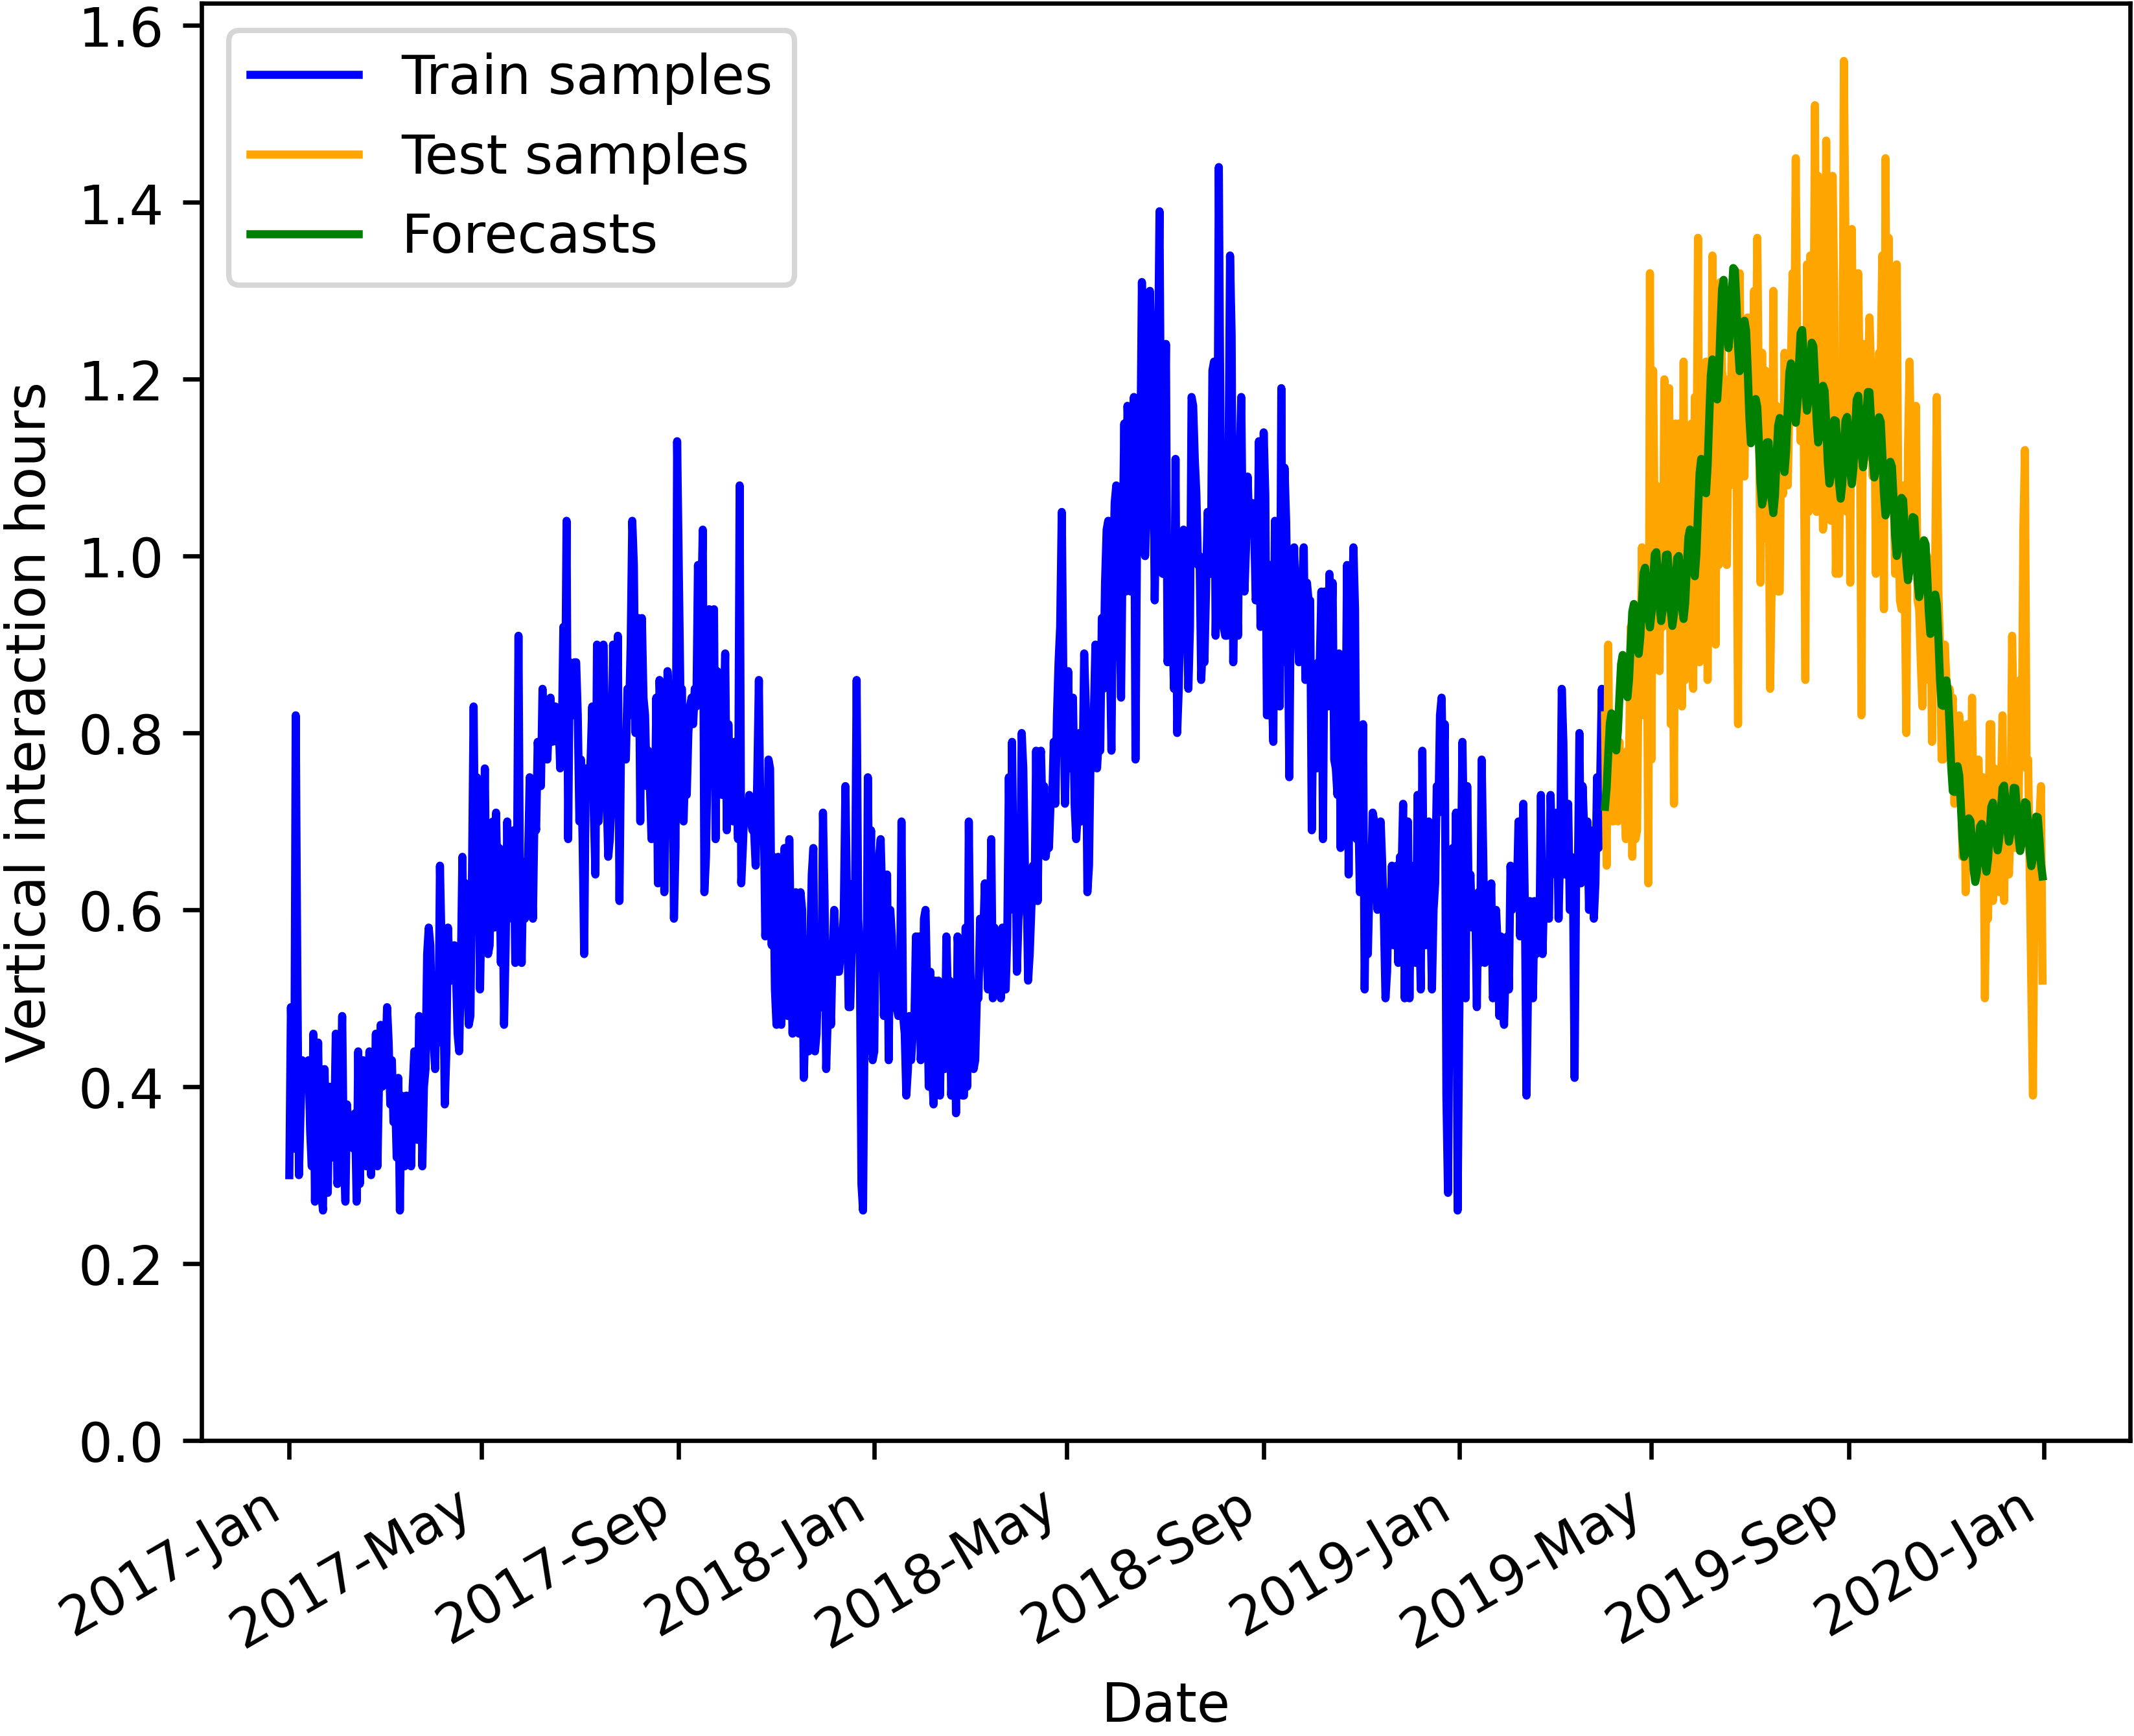 Train samples
Test samples
Forecasts
1.6
1.4
1.2
1.0
0.8
0.6
0.4
0.2
0.0
Vertical interaction hours
2017-Jan
2017-May
2017-Sep
2018-Jan
2018-May
2018-Sep
2019-Jan
2019-May
2019-Sep
2020-Jan
Date